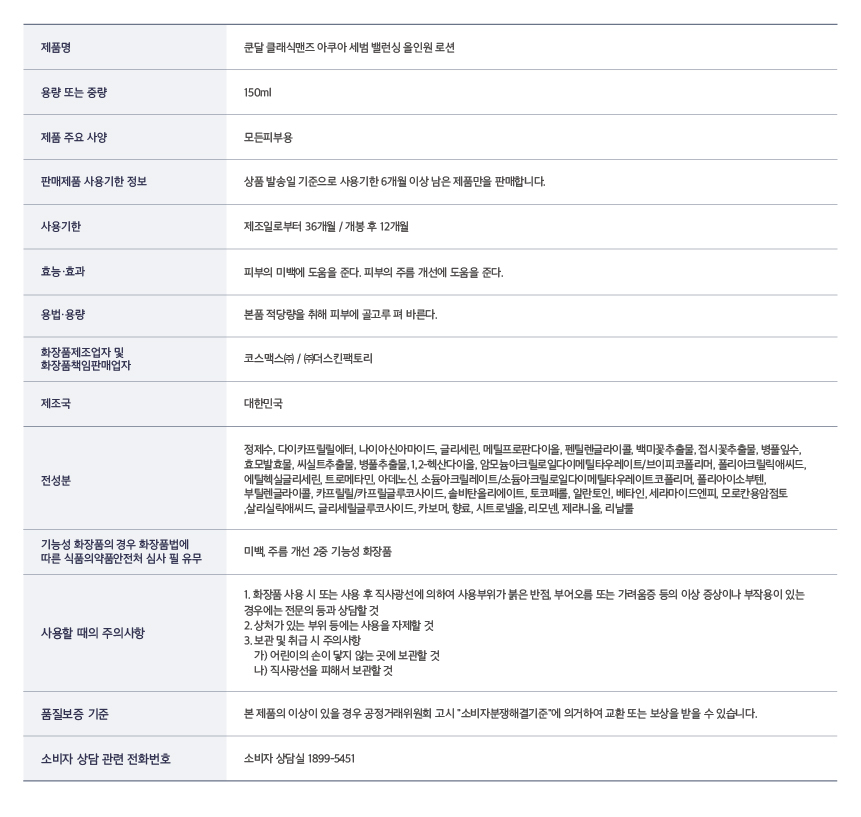 제품명
쿤달 클래식맨즈 아쿠아 세범 밸런싱 올인원 로션
용량 또는 중량
150ml
제품 주요 사양
모든피부용
판매제품 사용기한 정보
상품 발송일 기준으로 사용기한 6개월 이상 남은 제품만을 판매합니다.
사용기한
제조일로부터 36개월 / 개봉 후 12개월
효능·효과
피부의 미백에 도움을 준다. 피부의 주름 개선에 도움을 준다.
용법·용량
본품 적당량을 취해 피부에 골고루 펴 바른다.
화장품제조업자 및
화장품책임판매업자
코스맥스㈜ / ㈜더스킨팩토리
제조국
대한민국
전성분
정제수, 다이카프릴릴에터, 나이아신아마이드, 글리세린, 메틸프로판다이올, 펜틸렌글라이콜, 백미꽃추출물, 접시꽃추출물, 병풀잎수,
효모발효물, 씨실트추출물, 병풀추출물, 1,2-헥산다이올, 암모늄아크릴로일다이메틸타우레이트/브이피코폴리머, 폴리아크릴릭애씨드,
에틸헥실글리세린, 트로메타민, 아데노신, 소듐아크릴레이트/소듐아크릴로일다이메틸타우레이트코폴리머, 폴리아이소부텐,
부틸렌글라이콜, 카프릴릴/카프릴글루코사이드, 솔비탄올리에이트, 토코페롤, 알란토인, 베타인, 세라마이드엔피, 모로칸용암점토
,살리실릭애씨드, 글리세릴글루코사이드, 카보머, 향료, 시트로넬올, 리모넨, 제라니올, 리날룰
기능성 화장품의 경우 화장품법에
따른 식품의약품안전처 심사 필 유무
미백, 주름 개선 2중 기능성 화장품
사용할 때의 주의사항
1. 화장품 사용 시 또는 사용 후 직사광선에 의하여 사용부위가 붉은 반점, 부어오름 또는 가려움증 등의 이상 증상이나 부작용이 있는
경우에는 전문의 등과 상담할 것
2. 상처가 있는 부위 등에는 사용을 자제할 것
3. 보관 및 취급 시 주의사항
가) 어린이의 손이 닿지 않는 곳에 보관할 것
나) 직사광선을 피해서 보관할 것
품질보증 기준
본 제품의 이상이 있을 경우 공정거래위원회 고시 "소비자분쟁해결기준"에 의거하여 교환 또는 보상을 받을 수 있습니다.
소비자 상담 관련 전화번호
소비자 상담실 1899-5451